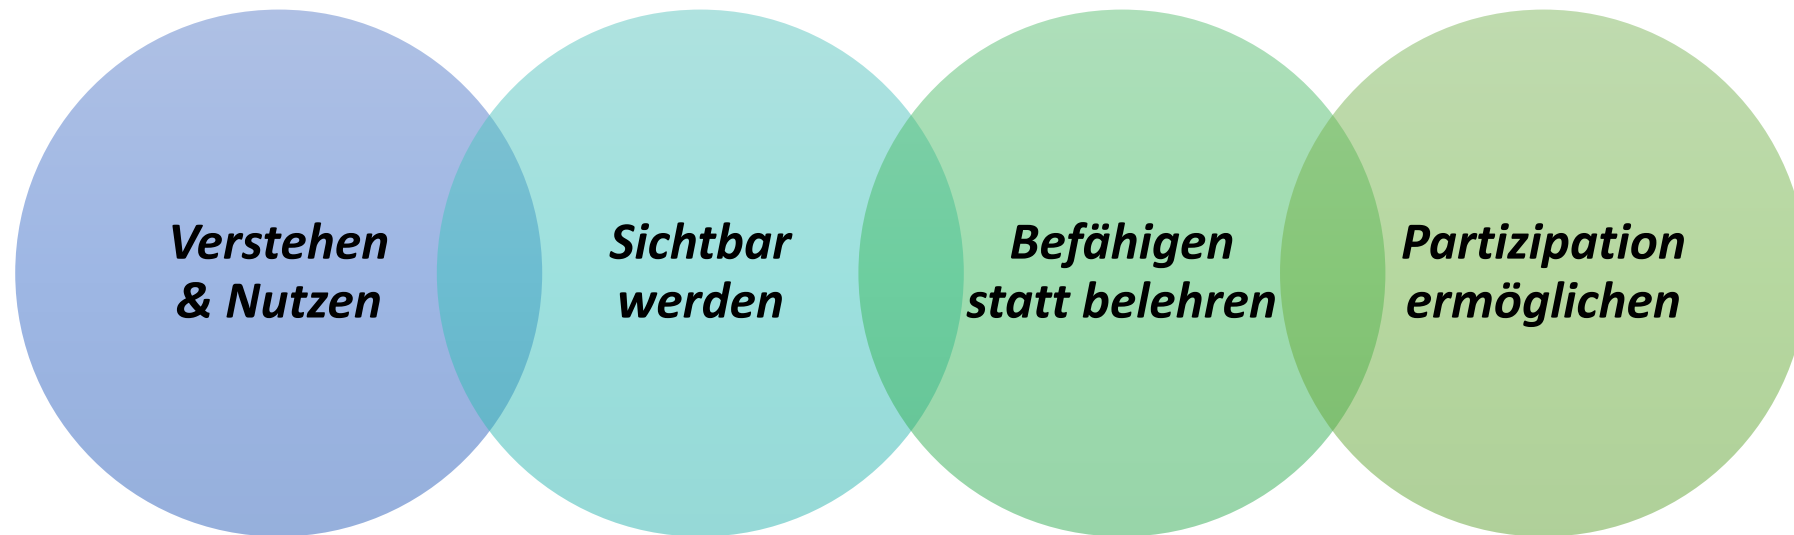 Verstehen
& Nutzen
Sichtbar
werden
Befähigen
statt belehren
Partizipation
ermöglichen